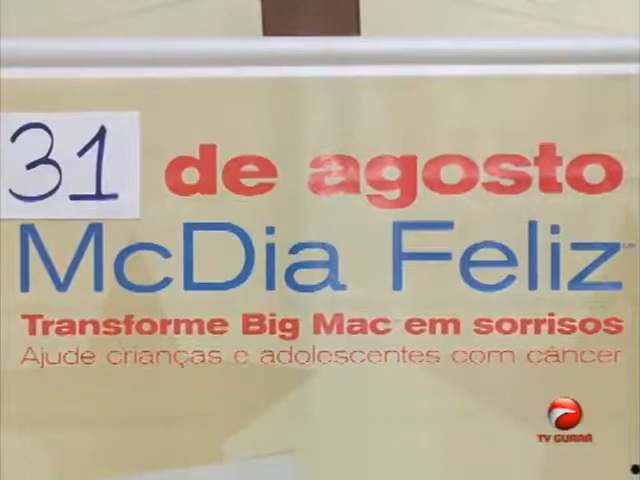 31 de agosto
McDia Feliz
Transforme Big Mac em sorrisos
Ajude crianças e adolescentes com câncer
TV GUARÁ